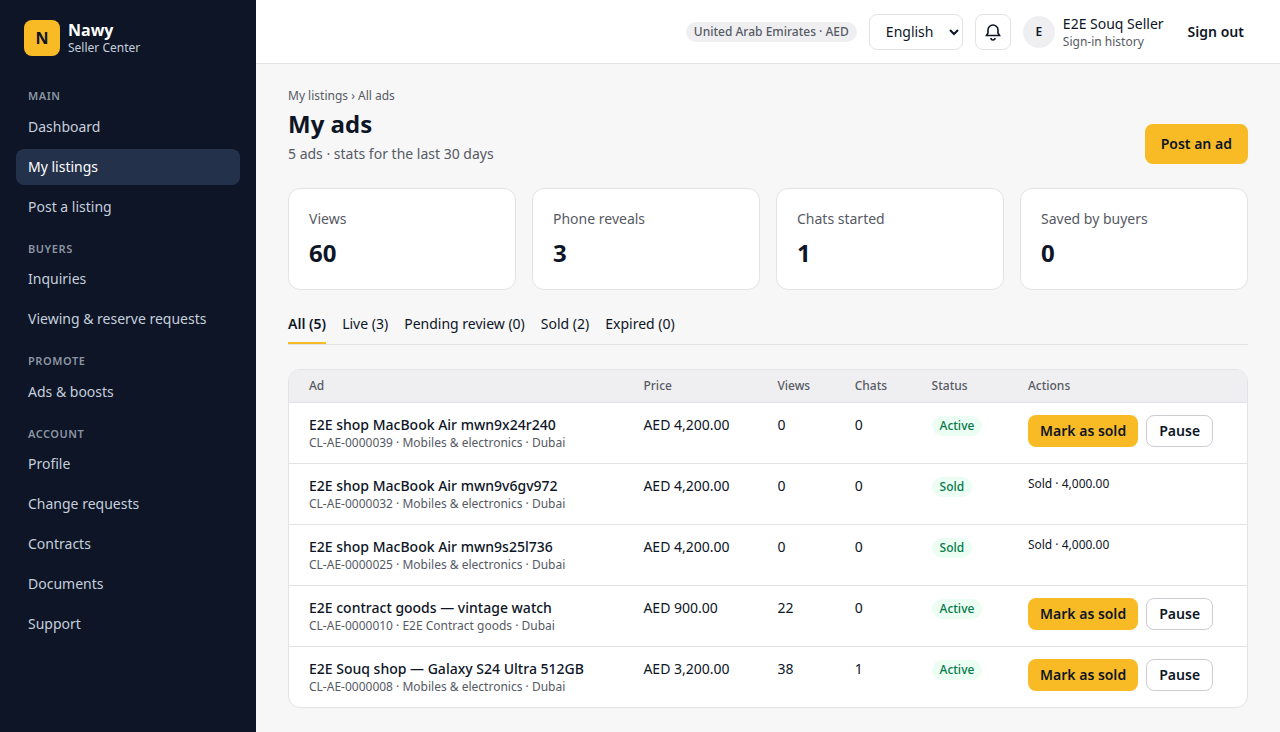 N
Nawy
Seller Center
MAIN
Dashboard
My listings
Post a listing
BUYERS
Inquiries
Viewing & reserve requests
PROMOTE
Ads & boosts
ACCOUNT
Profile
Change requests
Contracts
Documents
Support
United Arab Emirates · AED
English
E
E2E Souq Seller
Sign-in history
Sign out
My listings › All ads
My ads
5 ads · stats for the last 30 days
Post an ad
Views
60
Phone reveals
3
Chats started
1
Saved by buyers
0
All (5) Live (3) Pending review (0) Sold (2) Expired (0)
Ad Price Views Chats Status Actions
E2E shop MacBook Air mwn9x24r240 AED 4,200.00 0 0 Active Mark as sold Pause
CL-AE-0000039 · Mobiles & electronics · Dubai
E2E shop MacBook Air mwn9v6gv972 AED 4,200.00 0 0 Sold Sold · 4,000.00
CL-AE-0000032 · Mobiles & electronics · Dubai
E2E shop MacBook Air mwn9s25l736 AED 4,200.00 0 0 Sold Sold · 4,000.00
CL-AE-0000025 · Mobiles & electronics · Dubai
E2E contract goods — vintage watch AED 900.00 22 0 Active Mark as sold Pause
CL-AE-0000010 · E2E Contract goods · Dubai
E2E Souq shop — Galaxy S24 Ultra 512GB AED 3,200.00 38 1 Active Mark as sold Pause
CL-AE-0000008 · Mobiles & electronics · Dubai